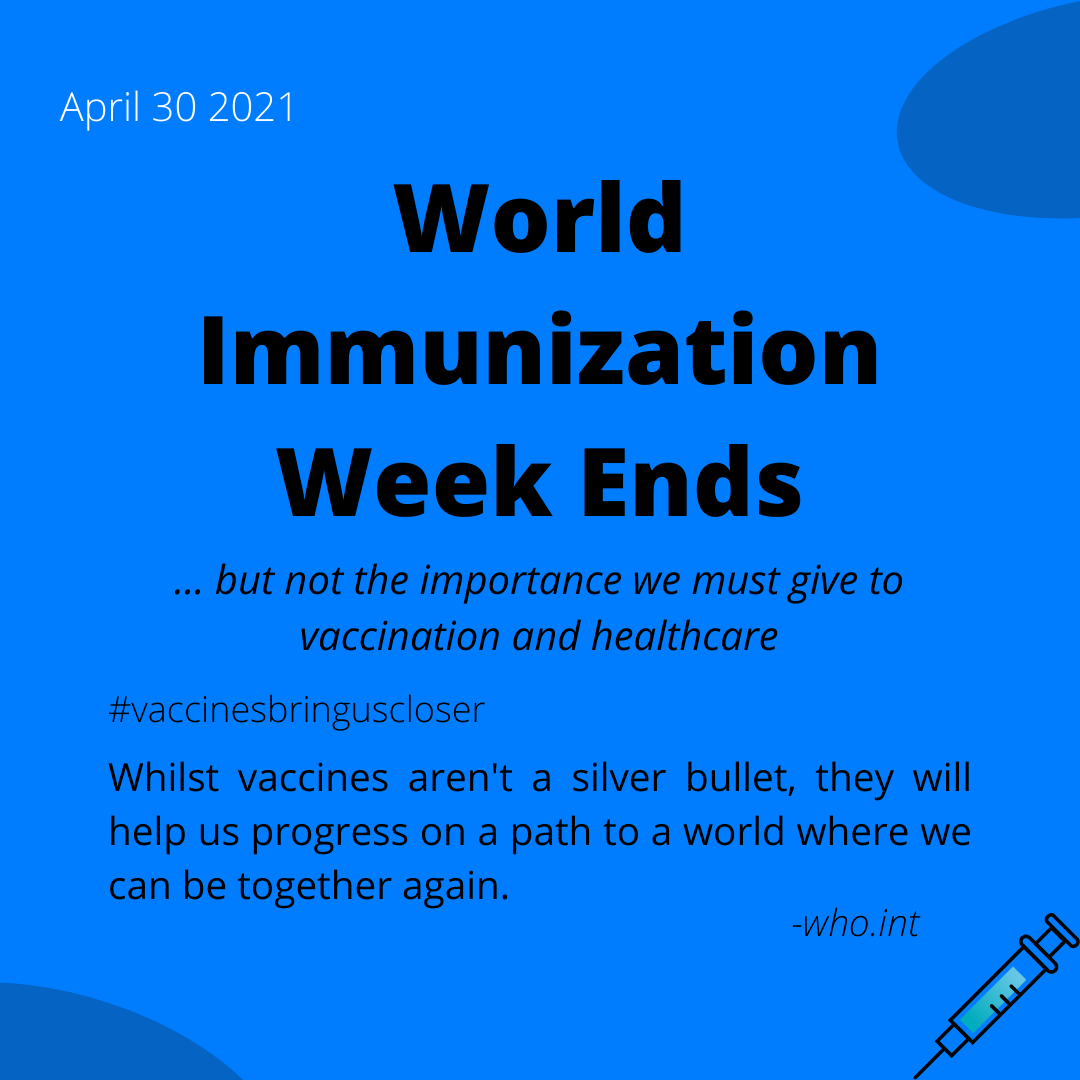 April 30 2021
World
Immunization
Week Ends
... but not the importance we must give to
vaccination and healthcare
#vaccinesbringuscloser
Whilst vaccines aren't a silver bullet, they will
help us progress on a path to a world where we
can be together again.
-who.int